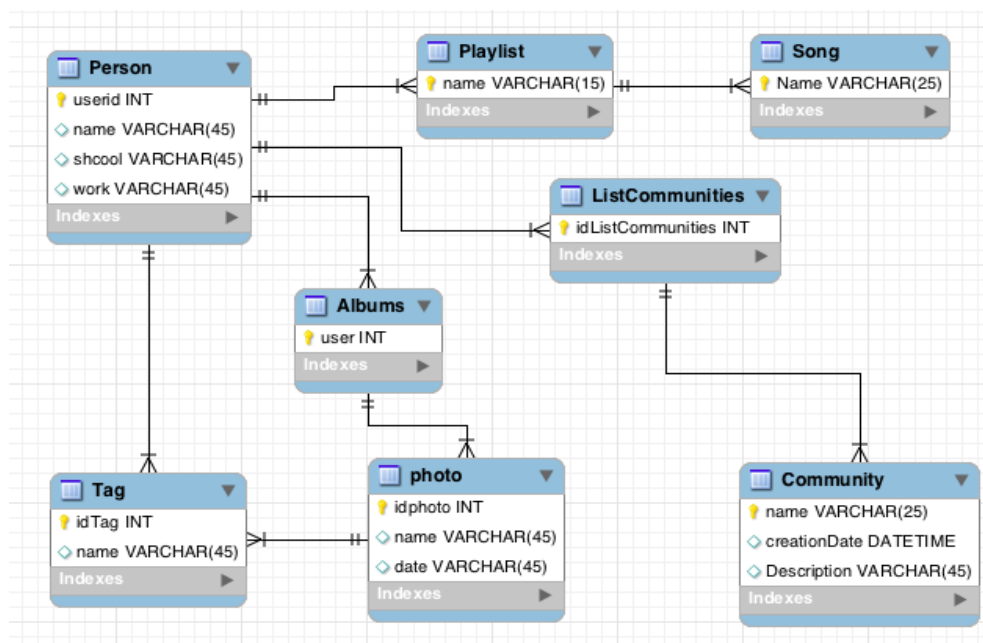 Person
userid INT
name VARCHAR(45)
shcool VARCHAR(45)
work VARCHAR(45)
Indexes
Playlist
name VARCHAR(15)
Indexes
Song
Name VARCHAR(25)
Indexes
ListCommunities
idListCommunities INT
Indexes
Albums
user INT
Indexes
Tag
idTag INT
name VARCHAR(45)
Indexes
photo
idphoto INT
name VARCHAR(45)
date VARCHAR(45)
Indexes
Community
name VARCHAR(25)
creationDate DATETIME
Description VARCHAR(45)
Indexes